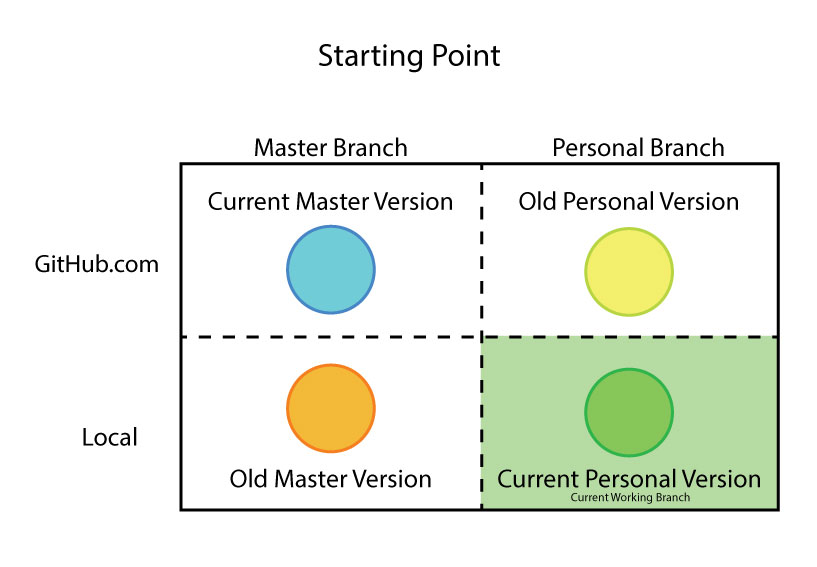 Starting Point
Master Branch
Personal Branch
GitHub.com
Current Master Version
Old Personal Version
Local
Old Master Version
Current Personal Version
Current Working Branch